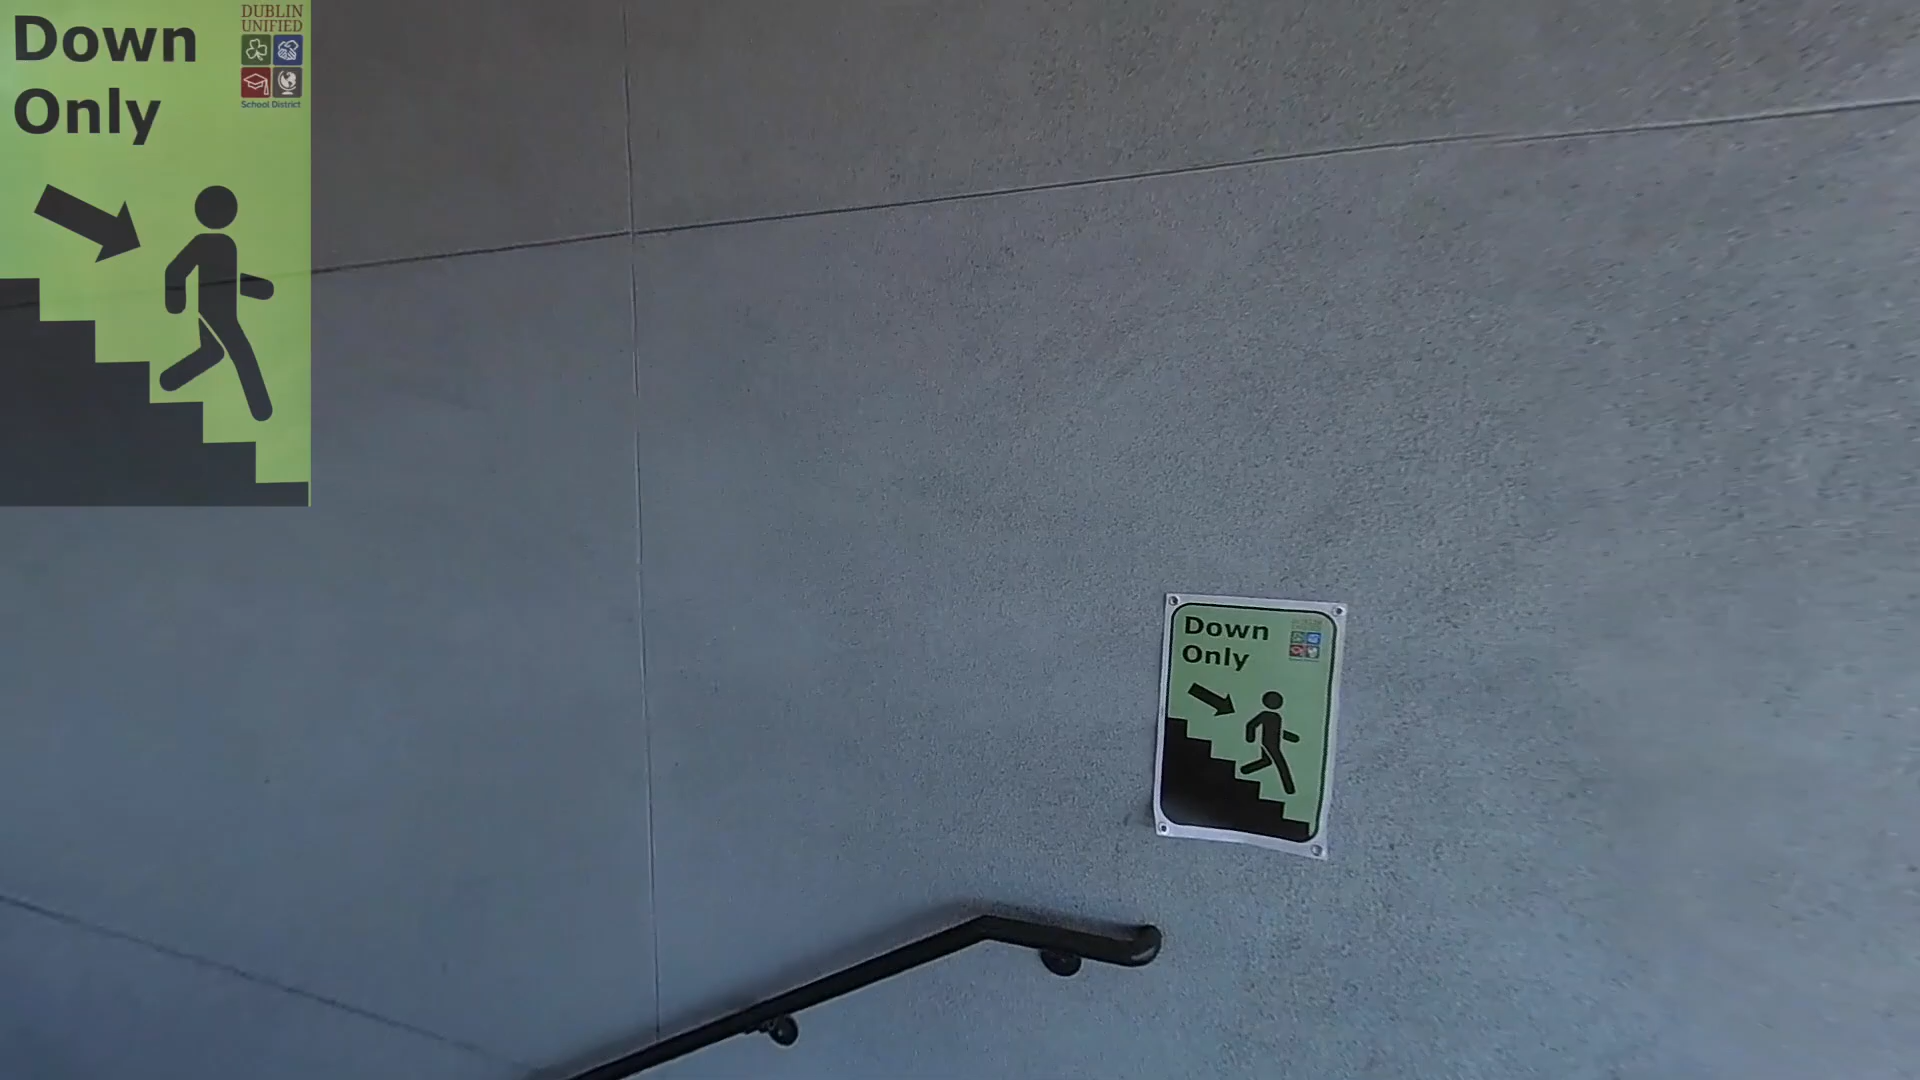 Down
Only
DUBLIN
UNIFIED
School District
Down
Only